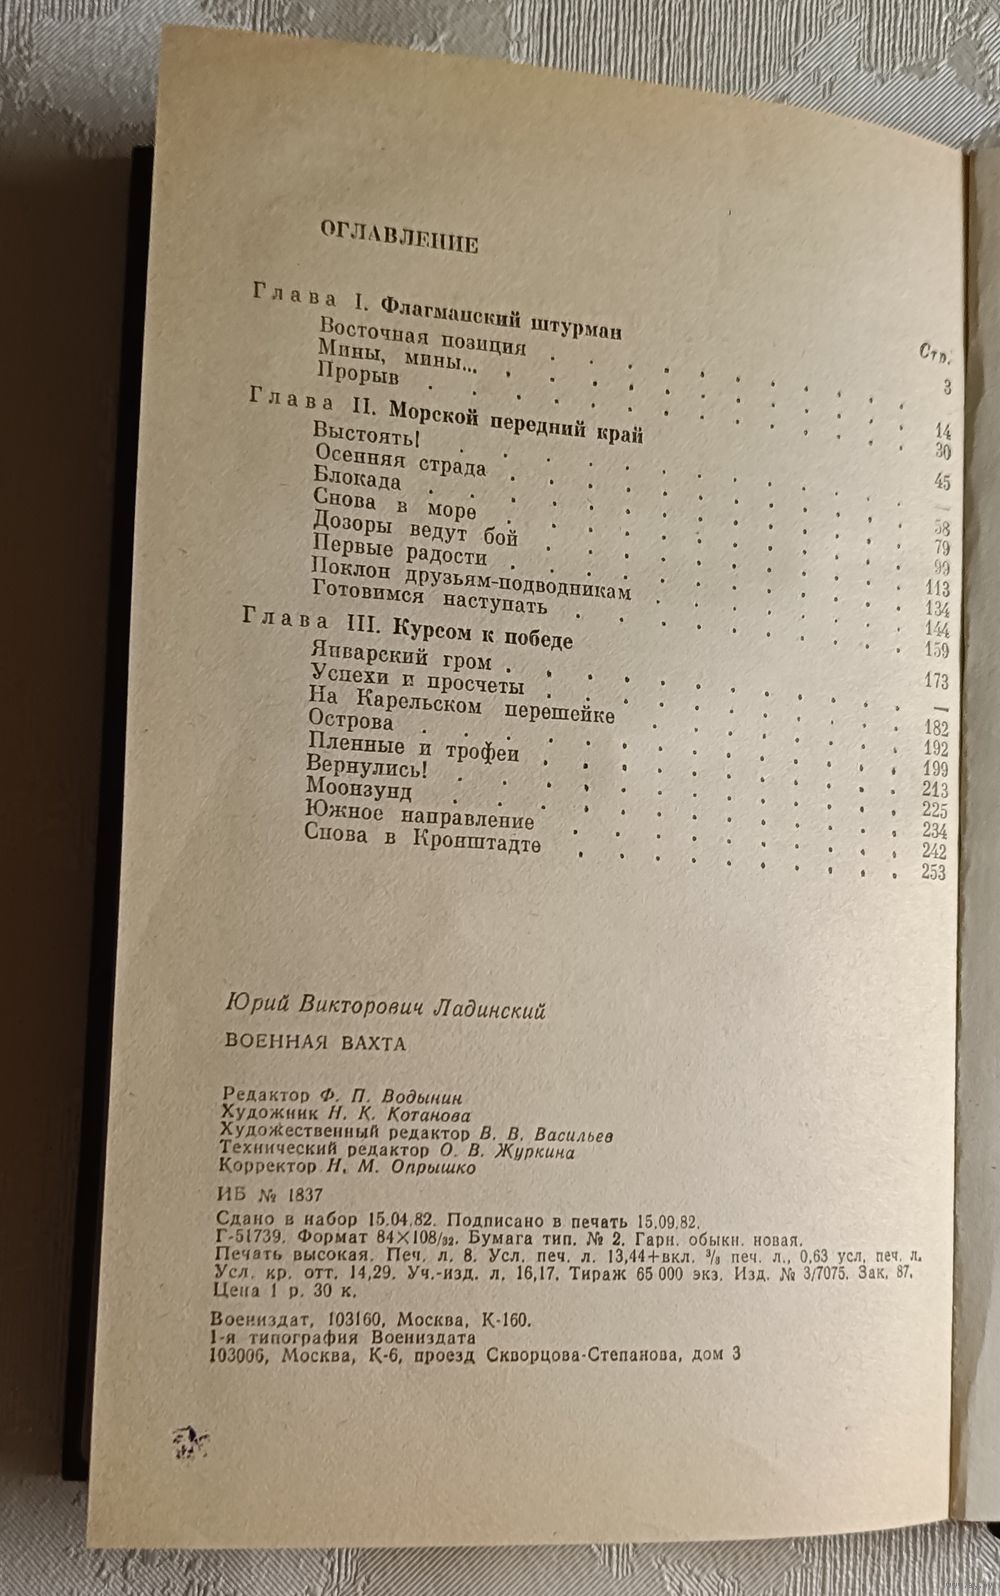 ОГЛАВЛЕНИЕ
Стр.
Глава I. Флагманский штурман 3
Восточная позиция . . . . . . . . . .
Мины, мины... . . . . . . . . . . 14
Прорыв . . . . . . . . . . 30
Глава II. Морской передний край 45
Выстоять! . . . . . . . . . . —
Осенняя страда . . . . . . . . . . 58
Блокада . . . . . . . . . . 79
Снова в море . . . . . . . . . . 99
Дозоры ведут бой . . . . . . . . . . 113
Первые радости . . . . . . . . . . 134
Поклон друзьям-подводникам . . . . . . . 144
Готовимся наступать . . . . . . . . . 159
Глава III. Курсом к победе 173
Январский гром . . . . . . . . . . —
Успехи и просчеты . . . . . . . . . . 182
На Карельском перешейке . . . . . . . 192
Острова . . . . . . . . . . 199
Пленные и трофеи . . . . . . . . . . 213
Вернулись! . . . . . . . . . . 225
Моонзунд . . . . . . . . . . 234
Южное направление . . . . . . . . . 242
Снова в Кронштадте . . . . . . . . . 253
Юрий Викторович Ладинский
ВОЕННАЯ ВАХТА
Редактор Ф. П. Водынин
Художник Н. К. Котанова
Художественный редактор В. В. Васильев
Технический редактор О. В. Журкина
Корректор Н. М. Опрышко
ИБ № 1837
Сдано в набор 15.04.82. Подписано в печать 15.09.82.
Г-51739. Формат 84×108/32. Бумага тип. № 2. Гарн. обыкн. новая.
Печать высокая. Печ. л. 8. Усл. печ. л. 13,44+вкл. 3/8 печ. л., 0,63 усл. печ. л.
Усл. кр. отт. 14,29. Уч.-изд. л. 16,17. Тираж 65 000 экз. Изд. № 3/7075. Зак. 87.
Цена 1 р. 30 к.
Воениздат, 103160, Москва, К-160.
1-я типография Воениздата
103006, Москва, К-6, проезд Скворцова-Степанова, дом 3